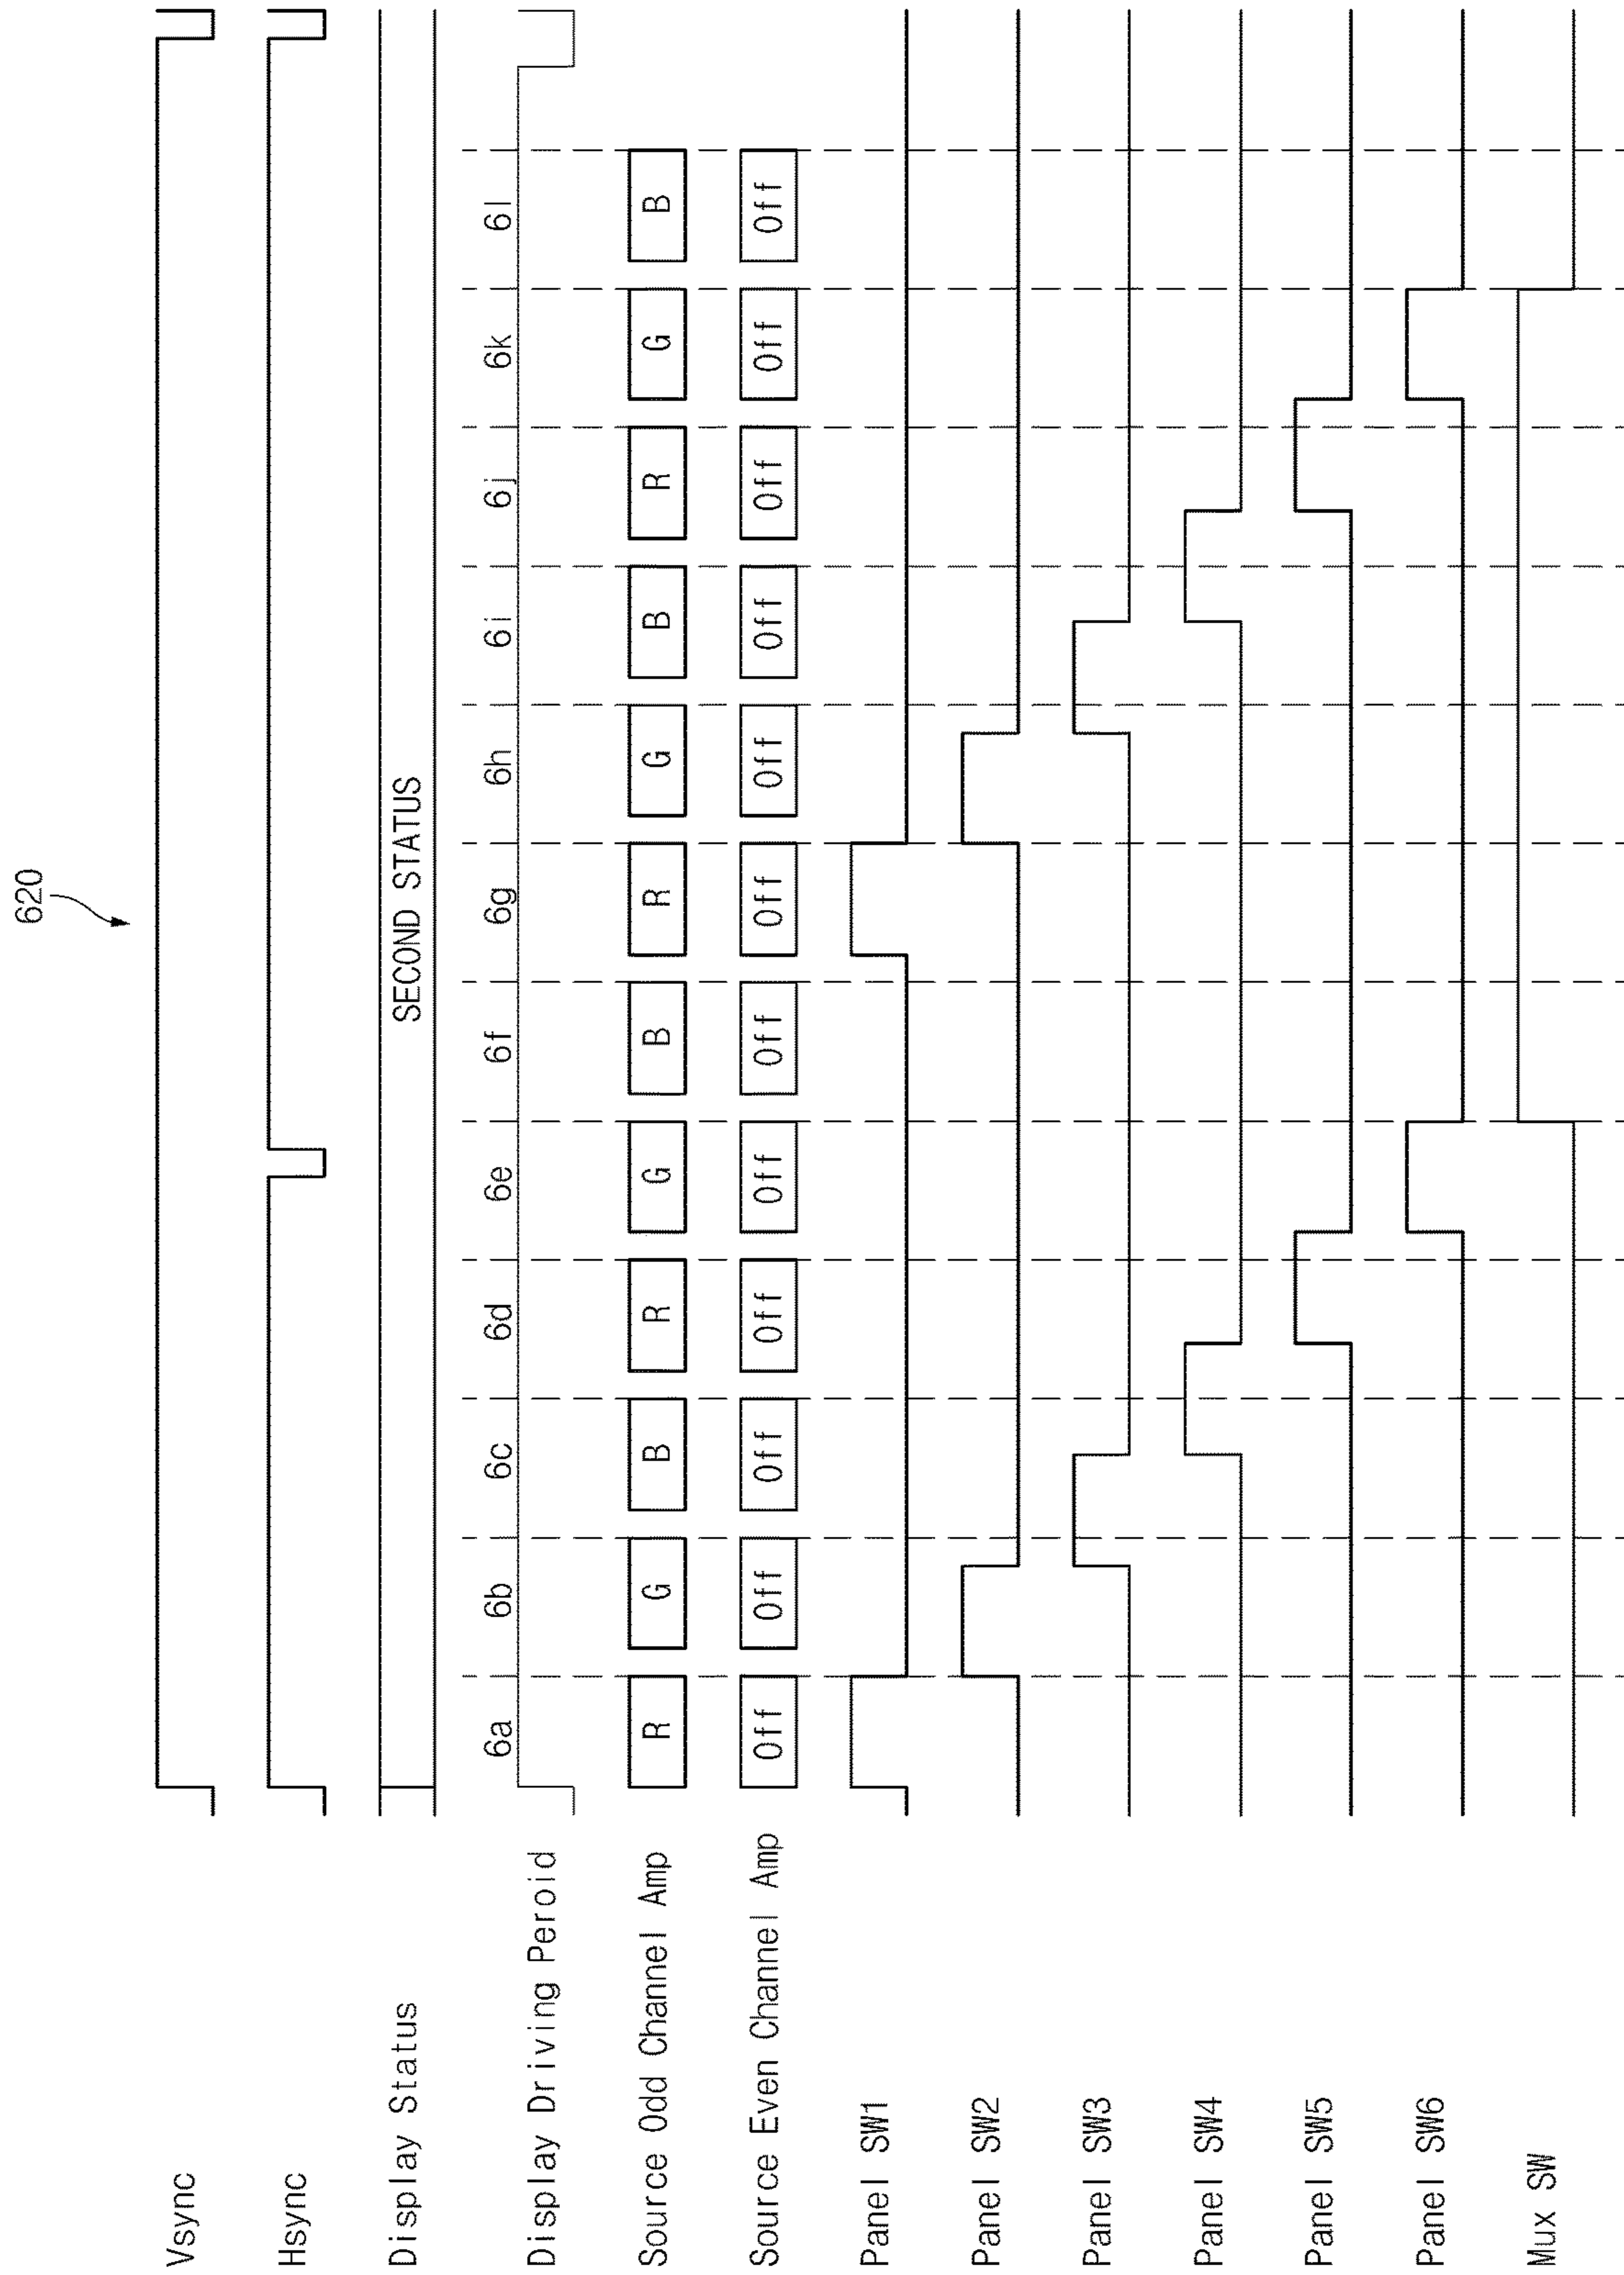 620
Vsync
Hsync
Display Status
SECOND STATUS
6a 6b 6c 6d 6e 6f 6g 6h 6i 6j 6k 6l
Display Driving Peroid
Source Odd Channel Amp R G B R G B R G B R G B
Source Even Channel Amp Off Off Off Off Off Off Off Off Off Off Off Off
Panel SW1
Panel SW2
Panel SW3
Panel SW4
Panel SW5
Panel SW6
Mux SW